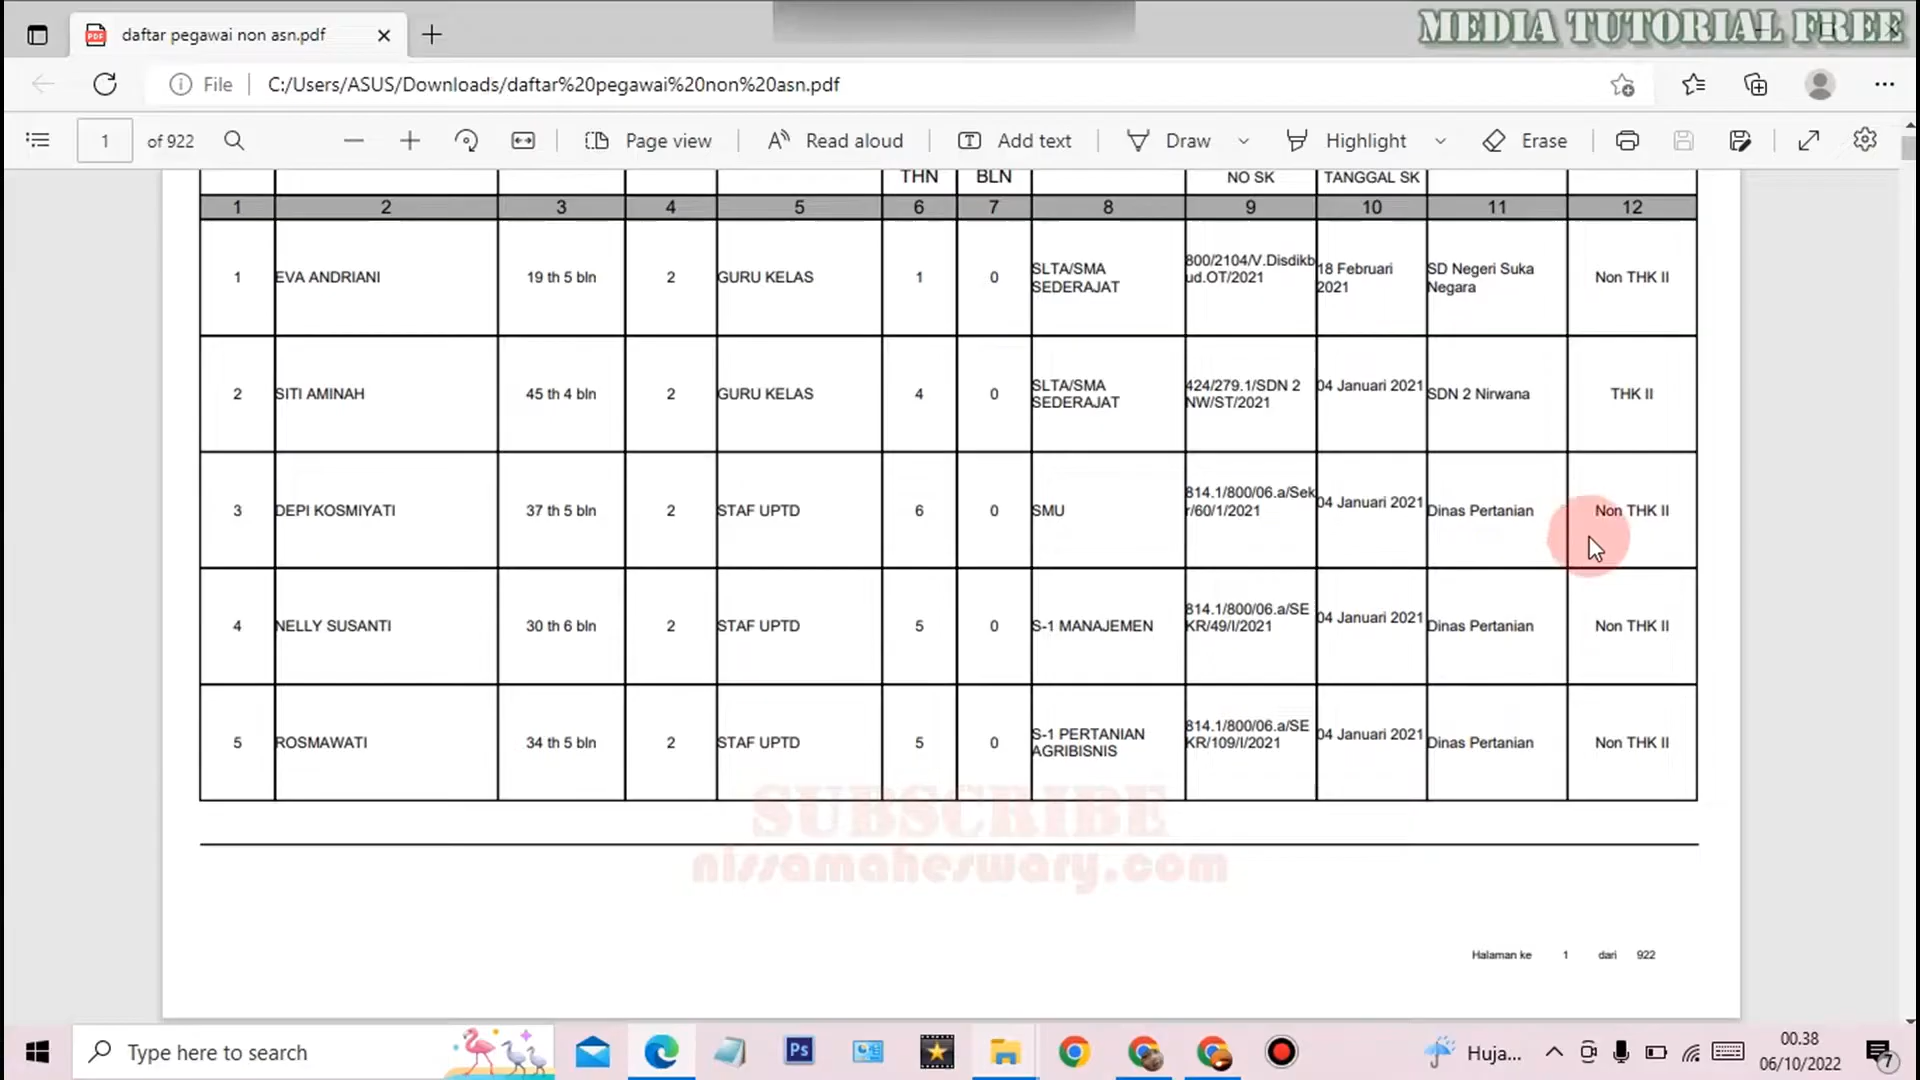 daftar pegawai non asn.pdf
MEDIA TUTORIAL FREE
File
C:/Users/ASUS/Downloads/daftar%20pegawai%20non%20asn.pdf
1 of 922
Page view
Read aloud
Add text
Draw
Highlight
Erase
THN BLN NO SK TANGGAL SK
1 2 3 4 5 6 7 8 9 10 11 12
1 EVA ANDRIANI 19 th 5 bln 2 GURU KELAS 1 0 SLTA/SMA SEDERAJAT 800/2104/V.Disdikbud.OT/2021 18 Februari 2021 SD Negeri Suka Negara Non THK II
2 SITI AMINAH 45 th 4 bln 2 GURU KELAS 4 0 SLTA/SMA SEDERAJAT 424/279.1/SDN 2 NW/ST/2021 04 Januari 2021 SDN 2 Nirwana THK II
3 DEPI KOSMIYATI 37 th 5 bln 2 STAF UPTD 6 0 SMU 814.1/800/06.a/Sekr/60/1/2021 04 Januari 2021 Dinas Pertanian Non THK II
4 NELLY SUSANTI 30 th 6 bln 2 STAF UPTD 5 0 S-1 MANAJEMEN 814.1/800/06.a/SEKR/49/I/2021 04 Januari 2021 Dinas Pertanian Non THK II
5 ROSMAWATI 34 th 5 bln 2 STAF UPTD 5 0 S-1 PERTANIAN AGRIBISNIS 814.1/800/06.a/SEKR/109/I/2021 04 Januari 2021 Dinas Pertanian Non THK II
SUBSCRIBE
nissamaheswary.com
Halaman ke 1 dari 922
Type here to search
Ps
Huja...
00.38
06/10/2022
7